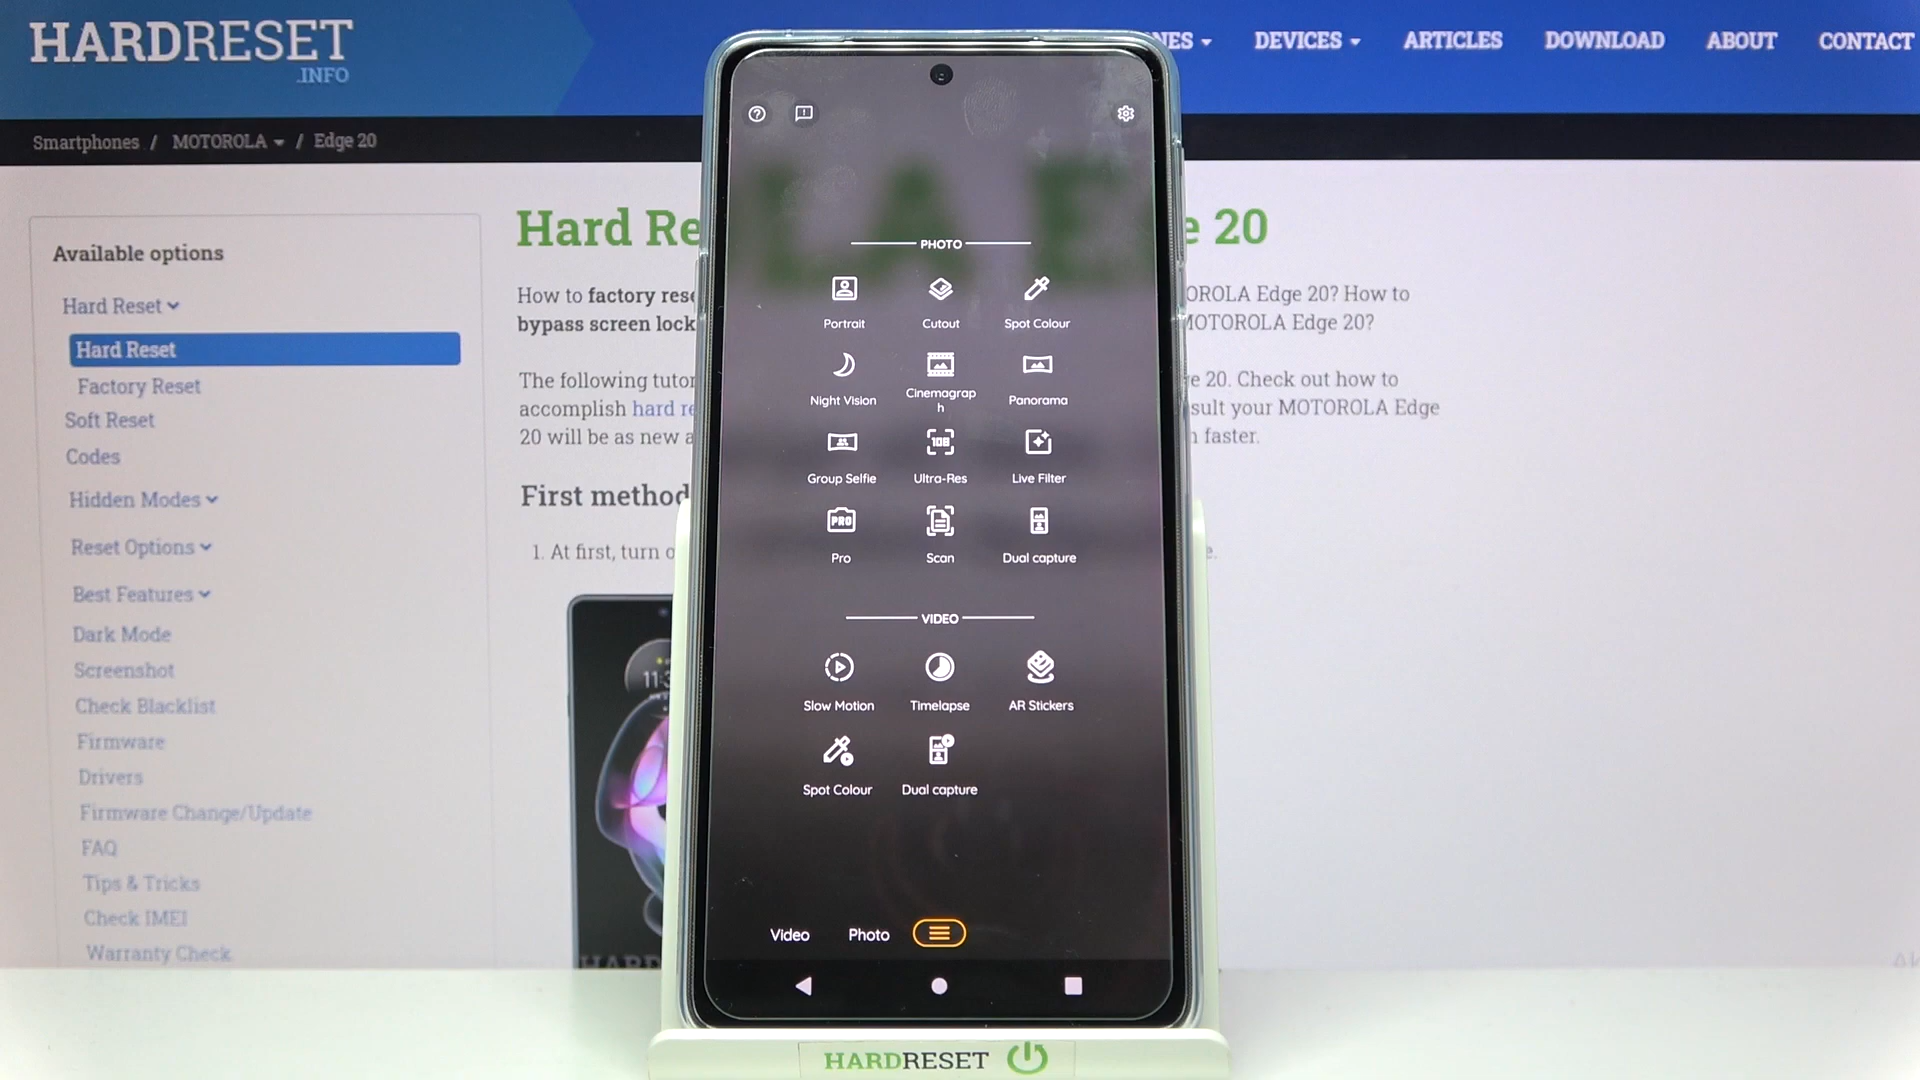 HARDRESET
.INFO
DEVICES
ARTICLES
DOWNLOAD
ABOUT
CONTACT
Smartphones / MOTOROLA / Edge 20
Available options
Hard Reset
Hard Reset
Factory Reset
Soft Reset
Codes
Hidden Modes
Reset Options
Best Features
Dark Mode
Screenshot
Check Blacklist
Firmware
Drivers
Firmware Change/Update
FAQ
Tips & Tricks
Check IMEI
Warranty Check
Hard Re
e 20
How to factory rese
OROLA Edge 20? How to
bypass screen lock
MOTOROLA Edge 20?
The following tutor
e 20. Check out how to
accomplish hard re
sult your MOTOROLA Edge
20 will be as new a
faster.
First method
1. At first, turn o
e.
LA E
PHOTO
Portrait
Cutout
Spot Colour
Night Vision
Cinemagrap
h
Panorama
108
Group Selfie
Ultra-Res
Live Filter
PRO
Pro
Scan
Dual capture
VIDEO
Slow Motion
Timelapse
AR Stickers
Spot Colour
Dual capture
Video
Photo
HARDRESET